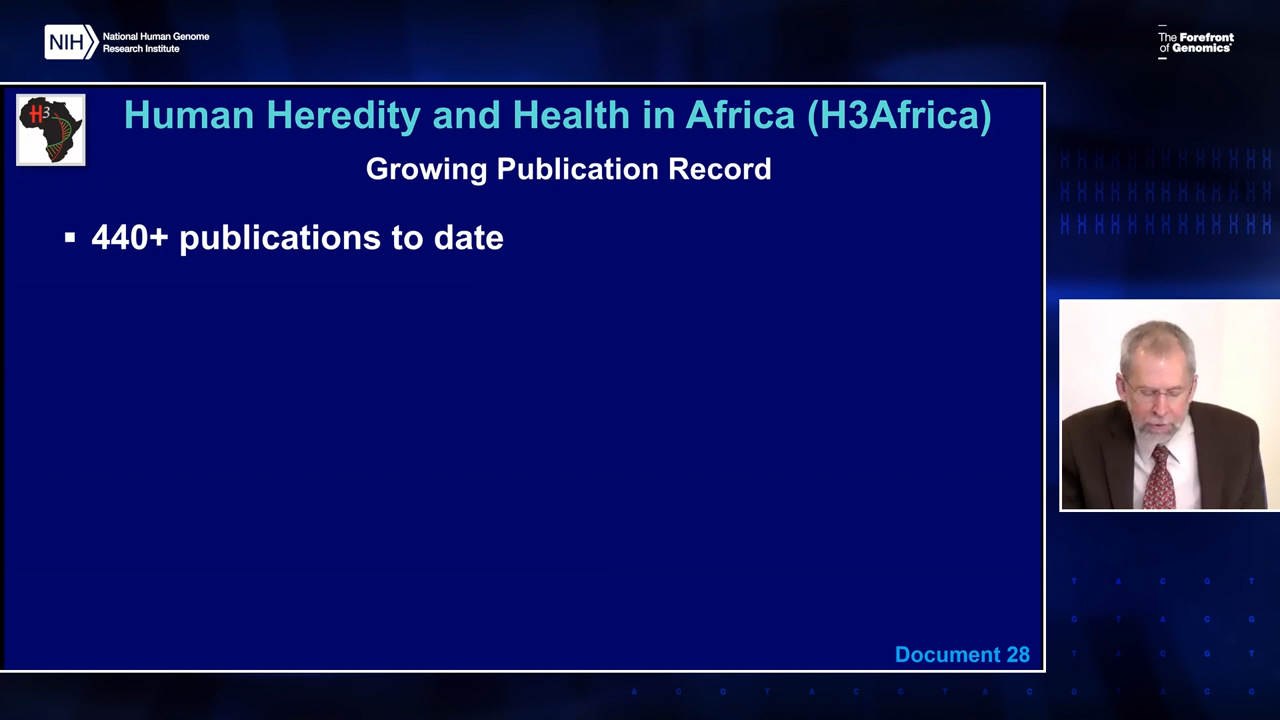 NIH National Human Genome
Research Institute
The Forefront
of Genomics®
H3
Human Heredity and Health in Africa (H3Africa)
Growing Publication Record
▪ 440+ publications to date
Document 28
T A C G T
G T A C G
T A C G T
A C G T A C G T A C G T A C G